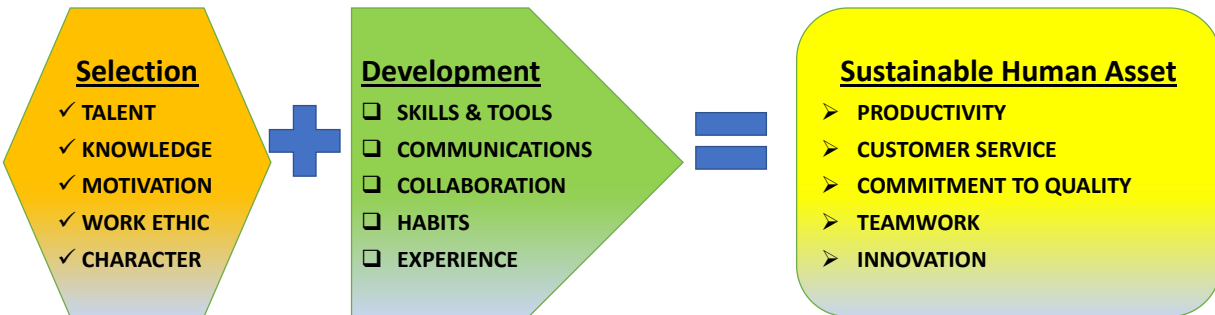 Selection
✓ TALENT
✓ KNOWLEDGE
✓ MOTIVATION
✓ WORK ETHIC
✓ CHARACTER
Development
❑ SKILLS & TOOLS
❑ COMMUNICATIONS
❑ COLLABORATION
❑ HABITS
❑ EXPERIENCE
Sustainable Human Asset
➢ PRODUCTIVITY
➢ CUSTOMER SERVICE
➢ COMMITMENT TO QUALITY
➢ TEAMWORK
➢ INNOVATION